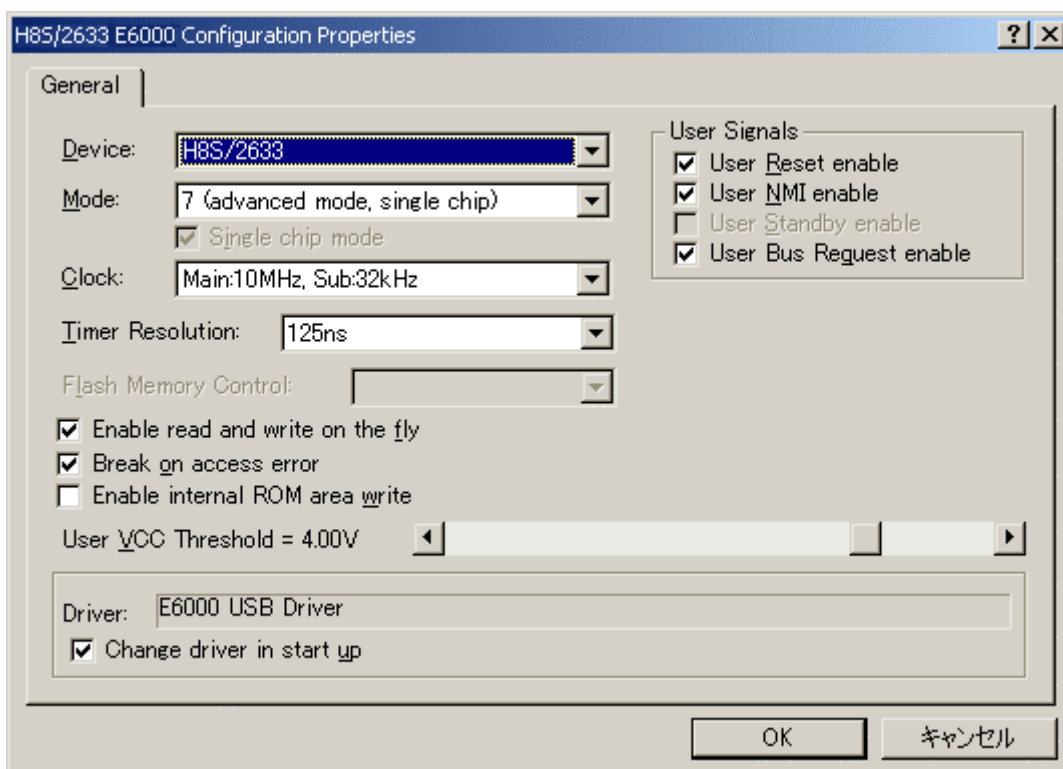 H8S/2633 E6000 Configuration Properties
General
Device: H8S/2633
Mode: 7 (advanced mode, single chip)
Single chip mode
Clock: Main:10MHz, Sub:32kHz
Timer Resolution: 125ns
Flash Memory Control:
Enable read and write on the fly
Break on access error
Enable internal ROM area write
User VCC Threshold = 4.00V
User Signals
User Reset enable
User NMI enable
User Standby enable
User Bus Reguest enable
Driver: E6000 USB Driver
Change driver in start up
OK
キャンセル